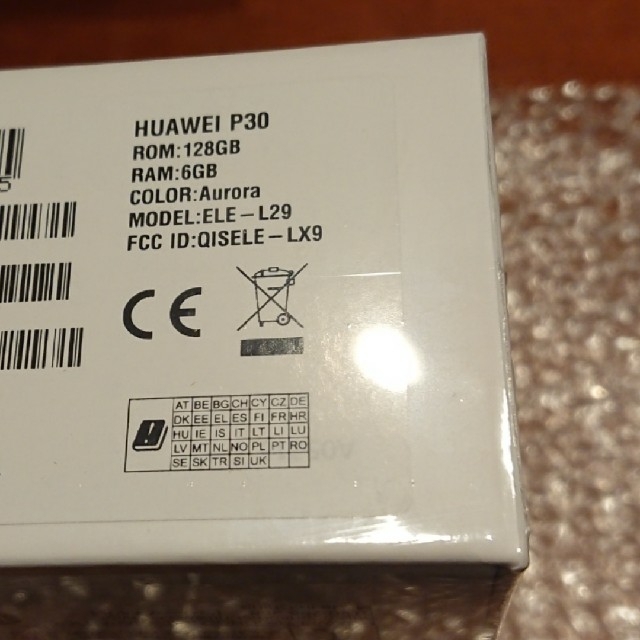 HUAWEI P30
ROM:128GB
RAM:6GB
COLOR:Aurora
MODEL:ELE-L29
FCC ID:QISELE-LX9
5
CE
AT BE BG CH CY CZ DE
DK EE EL ES FI FR HR
HU IE IS IT LT LI LU
LV MT NL NO PL PT RO
SE SK TR SI UK